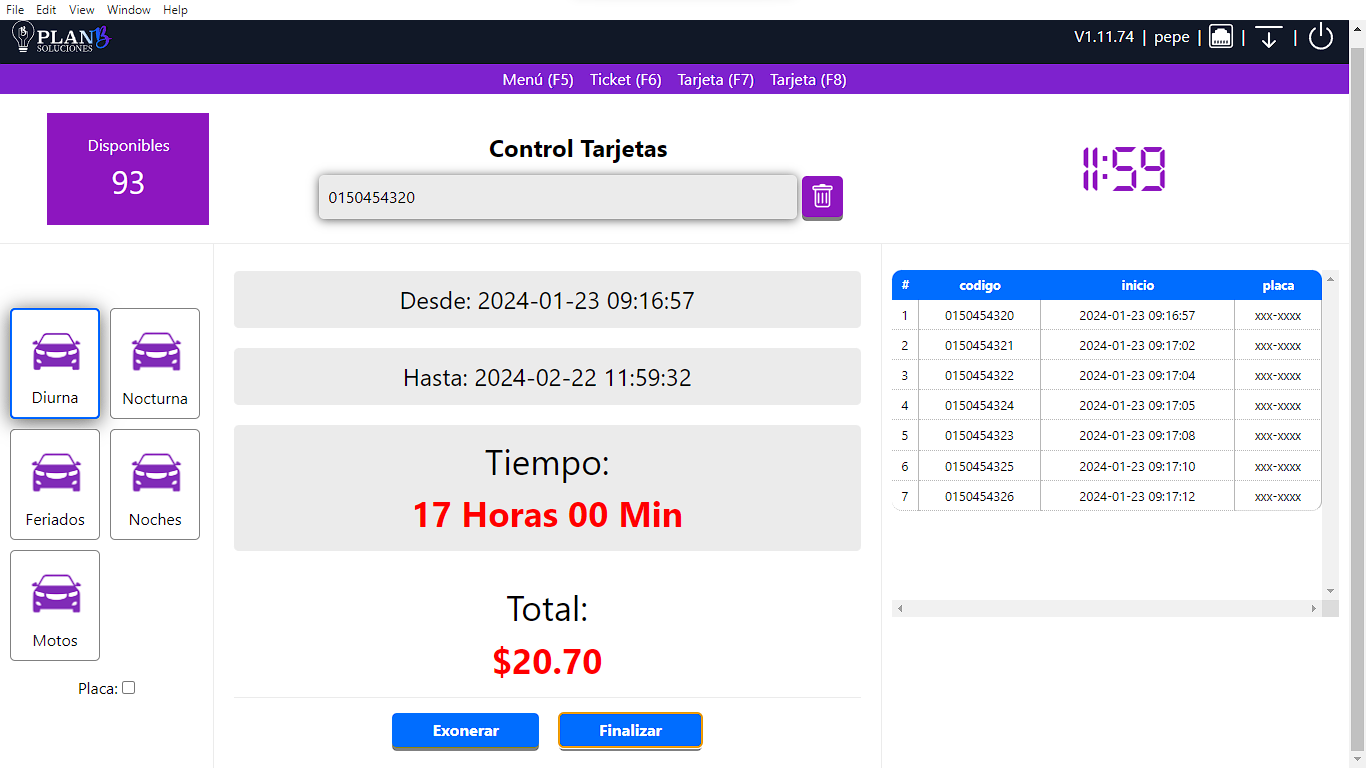 File Edit View Window Help
PLAN B
SOLUCIONES
V1.11.74 | pepe | | |
Menú (F5) Ticket (F6) Tarjeta (F7) Tarjeta (F8)
Disponibles
93
Control Tarjetas
0150454320
11:59
Diurna
Nocturna
Feriados
Noches
Motos
Placa:
Desde: 2024-01-23 09:16:57
Hasta: 2024-02-22 11:59:32
Tiempo:
17 Horas 00 Min
Total:
$20.70
Exonerar Finalizar
# codigo inicio placa
1 0150454320 2024-01-23 09:16:57 xxx-xxxx
2 0150454321 2024-01-23 09:17:02 xxx-xxxx
3 0150454322 2024-01-23 09:17:04 xxx-xxxx
4 0150454324 2024-01-23 09:17:05 xxx-xxxx
5 0150454323 2024-01-23 09:17:08 xxx-xxxx
6 0150454325 2024-01-23 09:17:10 xxx-xxxx
7 0150454326 2024-01-23 09:17:12 xxx-xxxx